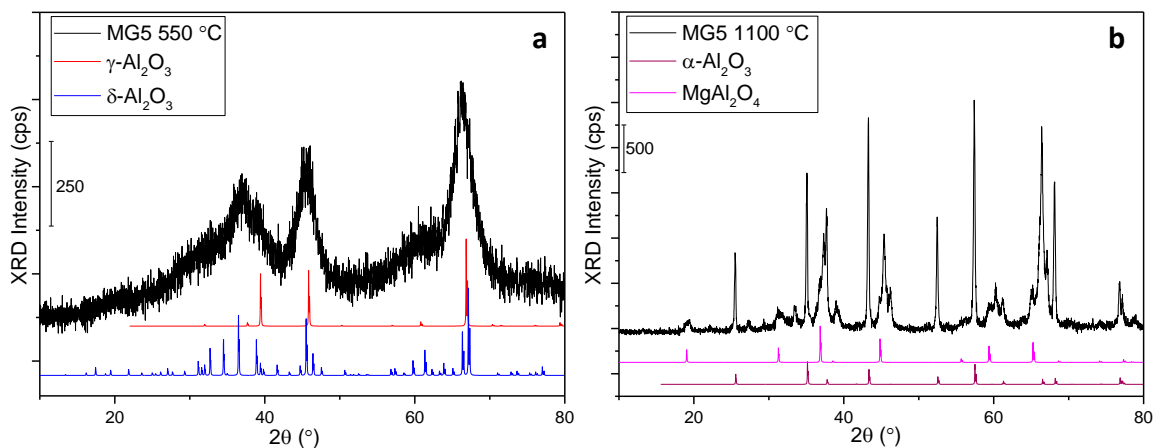 XRD Intensity (cps)
MG5 550 °C
γ-Al2O3
δ-Al2O3
a
250
20 40 60 80
2θ (°)
XRD Intensity (cps)
MG5 1100 °C
α-Al2O3
MgAl2O4
b
500
20 40 60 80
2θ (°)